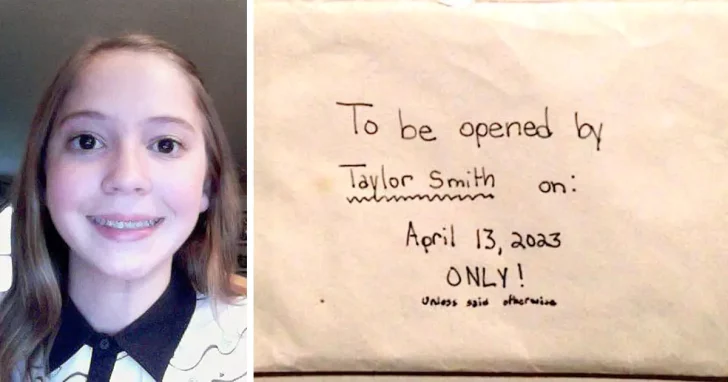 To be opened by
Taylor Smith on:
April 13, 2023
ONLY!
Unless said otherwise